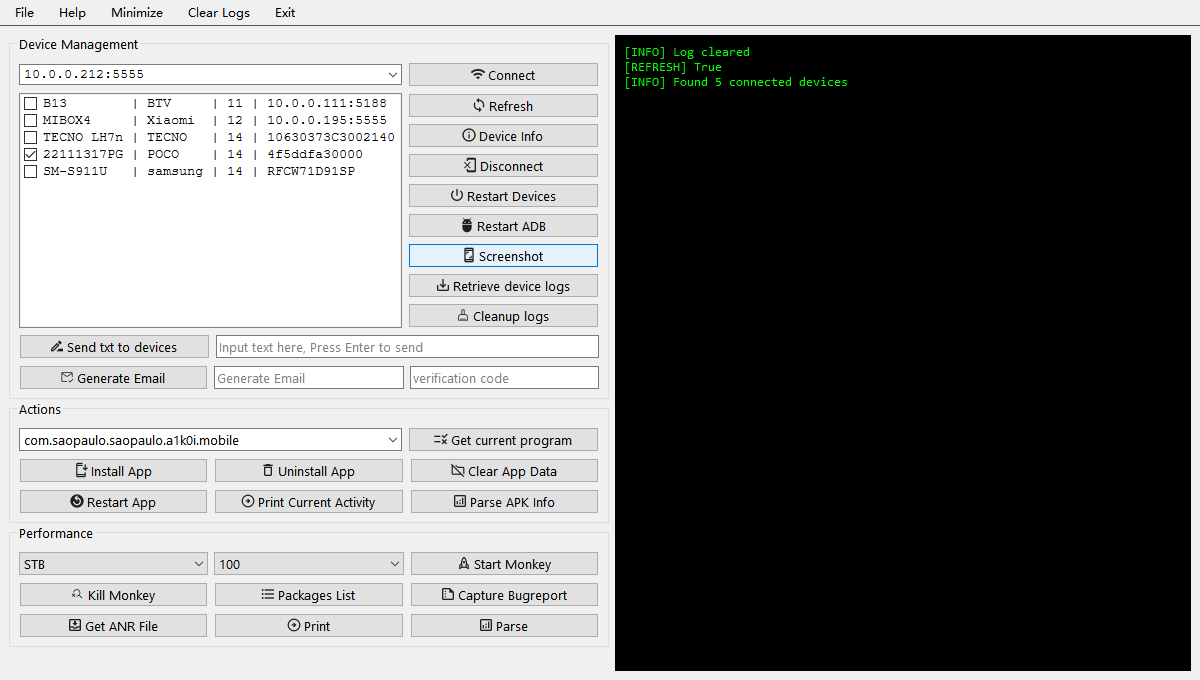 File Help Minimize Clear Logs Exit
Device Management
10.0.0.212:5555
Connect
B13 | BTV | 11 | 10.0.0.111:5188
MIBOX4 | Xiaomi | 12 | 10.0.0.195:5555
TECNO LH7n | TECNO | 14 | 10630373C3002140
22111317PG | POCO | 14 | 4f5ddfa30000
SM-S911U | samsung | 14 | RFCW71D91SP
Refresh
Device Info
Disconnect
Restart Devices
Restart ADB
Screenshot
Retrieve device logs
Cleanup logs
Send txt to devices Input text here, Press Enter to send
Generate Email Generate Email verification code
Actions
com.saopaulo.saopaulo.a1k0i.mobile Get current program
Install App Uninstall App Clear App Data
Restart App Print Current Activity Parse APK Info
Performance
STB 100 Start Monkey
Kill Monkey Packages List Capture Bugreport
Get ANR File Print Parse
[INFO] Log cleared
[REFRESH] True
[INFO] Found 5 connected devices